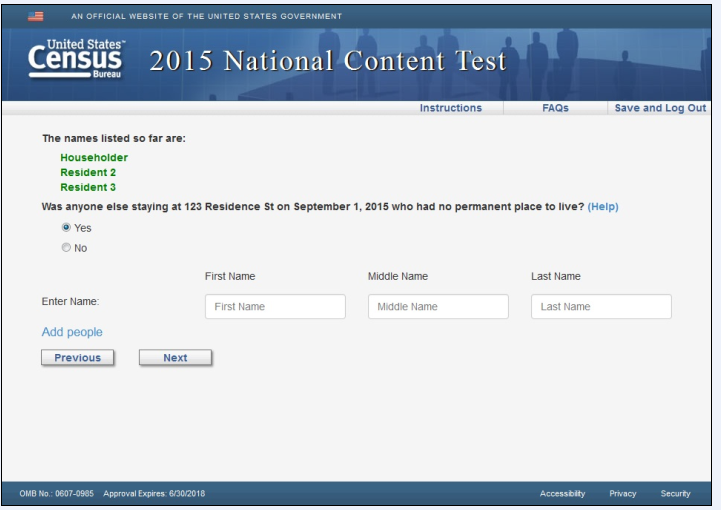 AN OFFICIAL WEBSITE OF THE UNITED STATES GOVERNMENT
United States™
Census
Bureau
2015 National Content Test
Instructions FAQs Save and Log Out
The names listed so far are:
Householder
Resident 2
Resident 3
Was anyone else staying at 123 Residence St on September 1, 2015 who had no permanent place to live? (Help)
Yes
No
First Name Middle Name Last Name
Enter Name: First Name Middle Name Last Name
Add people
Previous Next
OMB No.: 0607-0985 Approval Expires: 6/30/2018 Accessibility Privacy Security